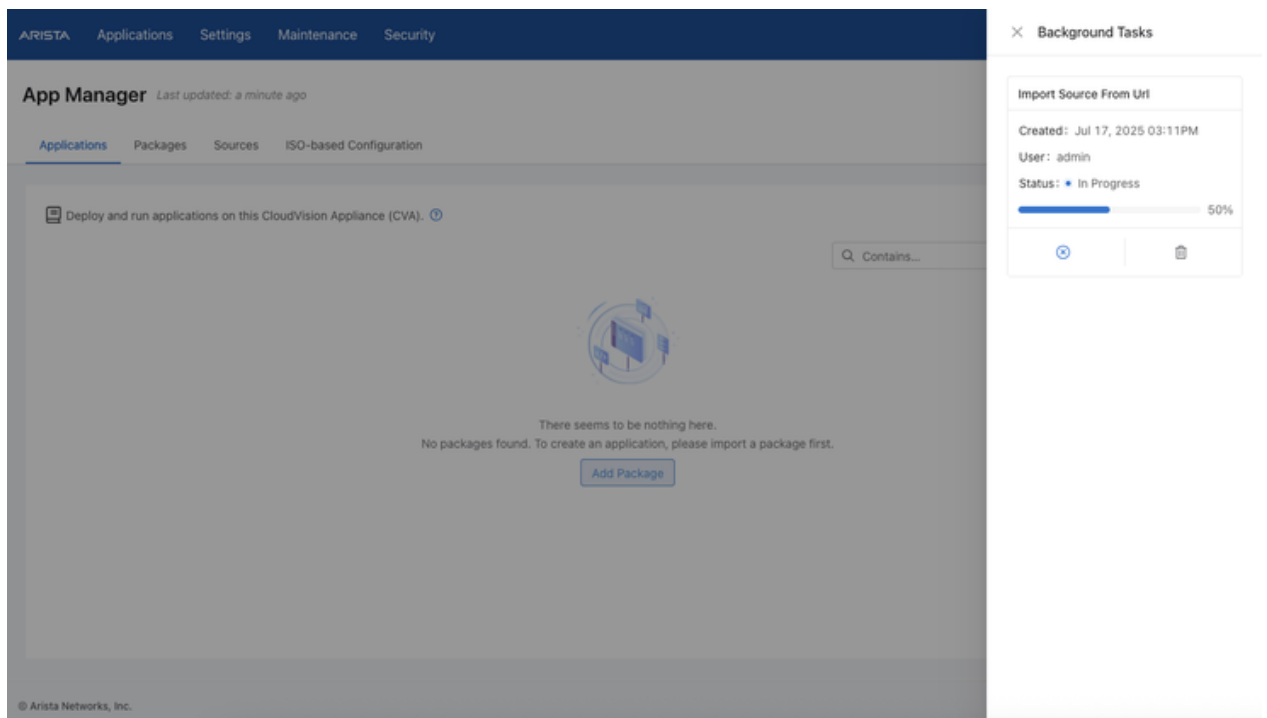 ARISTA Applications Settings Maintenance Security
App Manager Last updated: a minute ago
Applications Packages Sources ISO-based Configuration
Deploy and run applications on this CloudVision Appliance (CVA).
Contains...
There seems to be nothing here.
No packages found. To create an application, please import a package first.
Add Package
© Arista Networks, Inc.
Background Tasks
Import Source From Url
Created: Jul 17, 2025 03:11PM
User: admin
Status: In Progress
50%